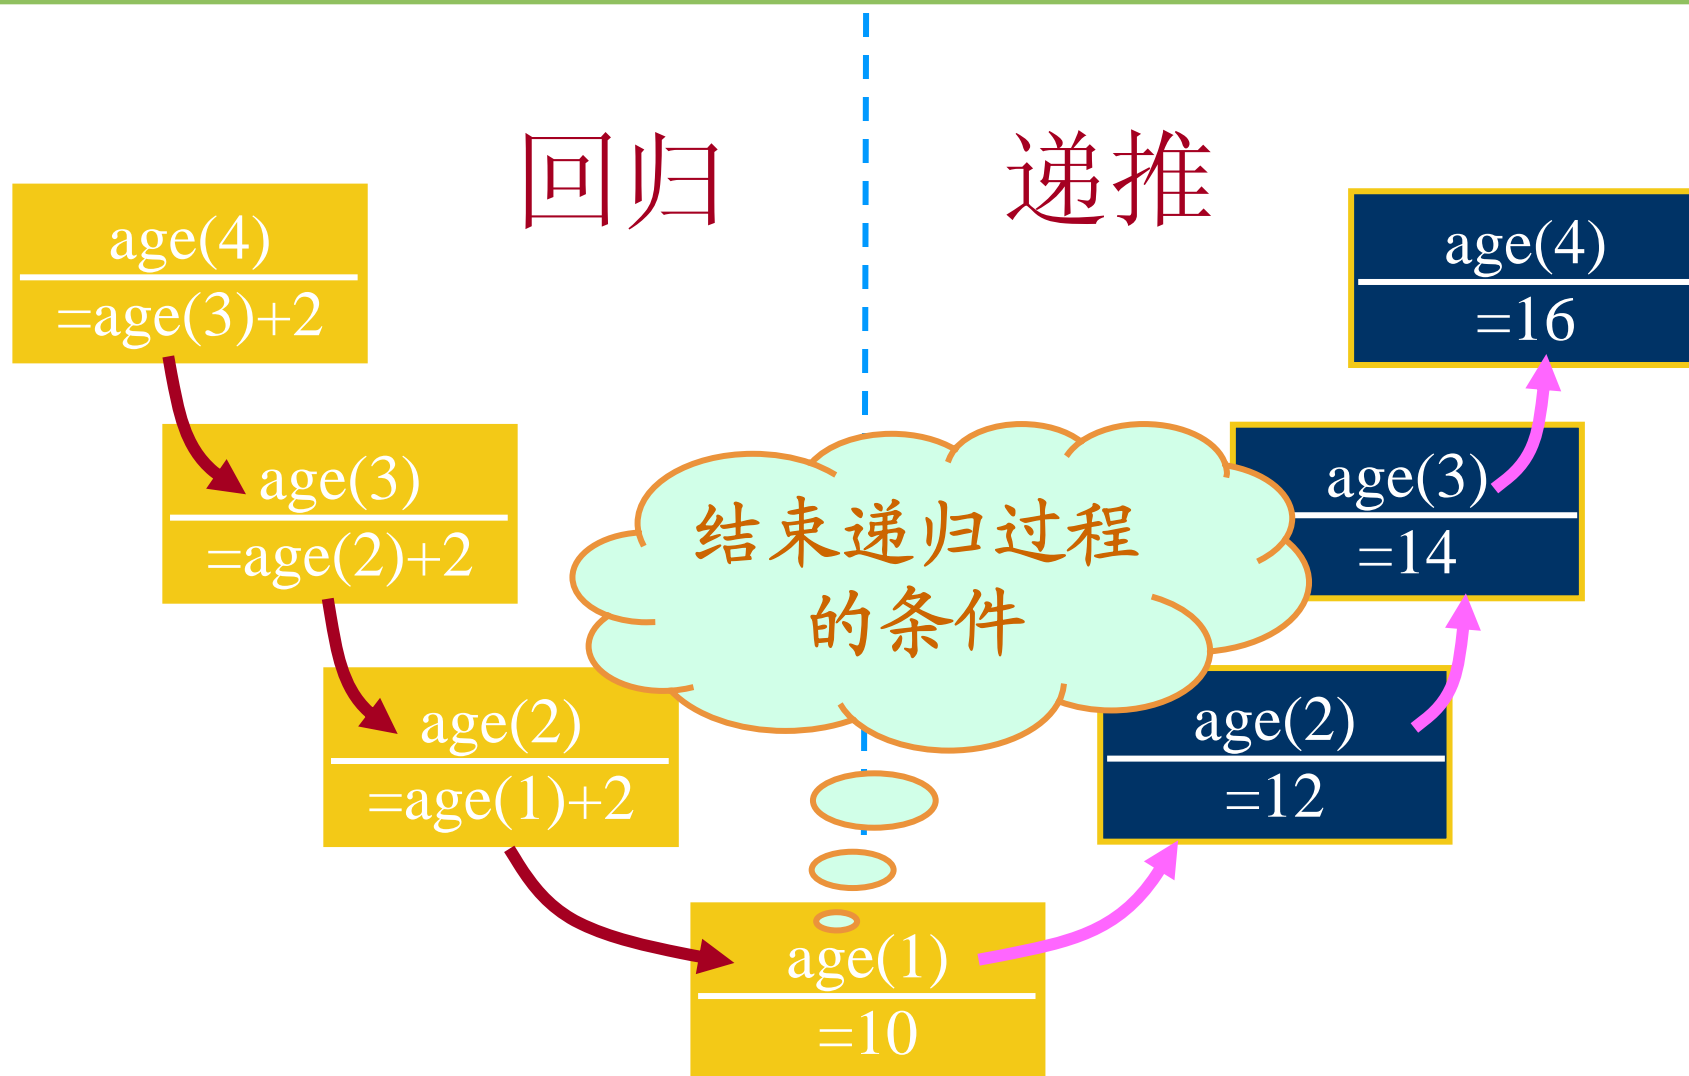 回归
递推
age(4)
=age(3)+2
age(3)
=age(2)+2
age(2)
=age(1)+2
age(1)
=10
结束递归过程
的条件
age(4)
=16
age(3)
=14
age(2)
=12